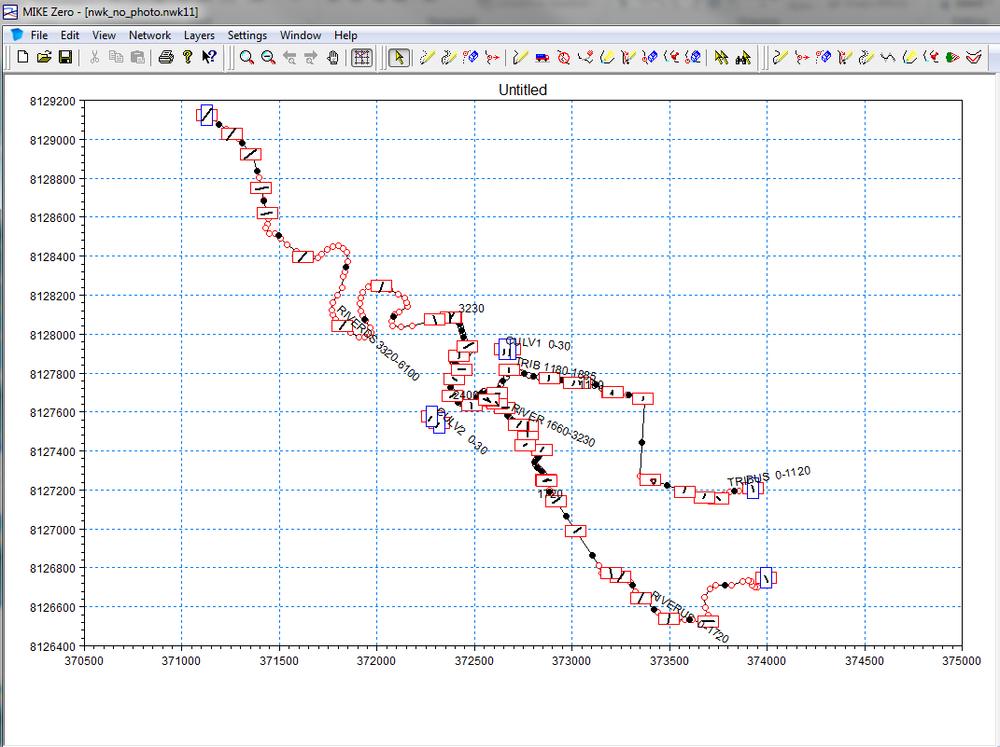 MIKE Zero - [nwk_no_photo.nwk11]
File Edit View Network Layers Settings Window Help
Untitled
8129200
8129000
8128800
8128600
8128400
8128200
8128000
8127800
8127600
8127400
8127200
8127000
8126800
8126600
8126400
3230
RIVERDS 3320-6100
CULV1 0-30
TRIB 1180-1885
2400
RIVER 1660-3230
CULV2 0-30
TRIBUS 0-1120
1720
RIVERUS 0-1720
370500 371000 371500 372000 372500 373000 373500 374000 374500 375000